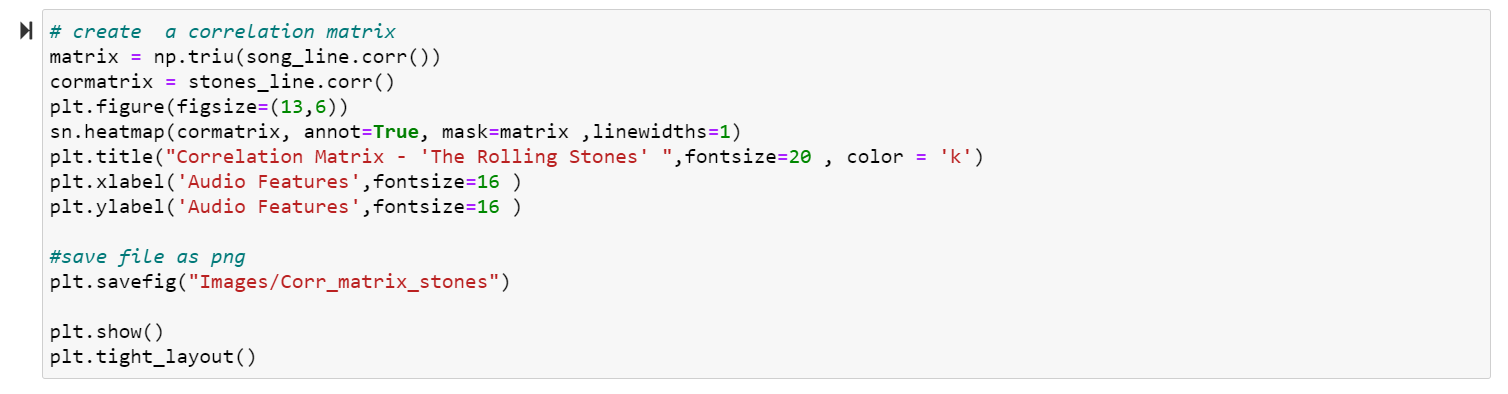 # create  a correlation matrix
matrix = np.triu(song_line.corr())
cormatrix = stones_line.corr()
plt.figure(figsize=(13,6))
sn.heatmap(cormatrix, annot=True, mask=matrix ,linewidths=1)
plt.title("Correlation Matrix - 'The Rolling Stones' ",fontsize=20 , color = 'k')
plt.xlabel('Audio Features',fontsize=16 )
plt.ylabel('Audio Features',fontsize=16 )
#save file as png
plt.savefig("Images/Corr_matrix_stones")
plt.show()
plt.tight_layout()